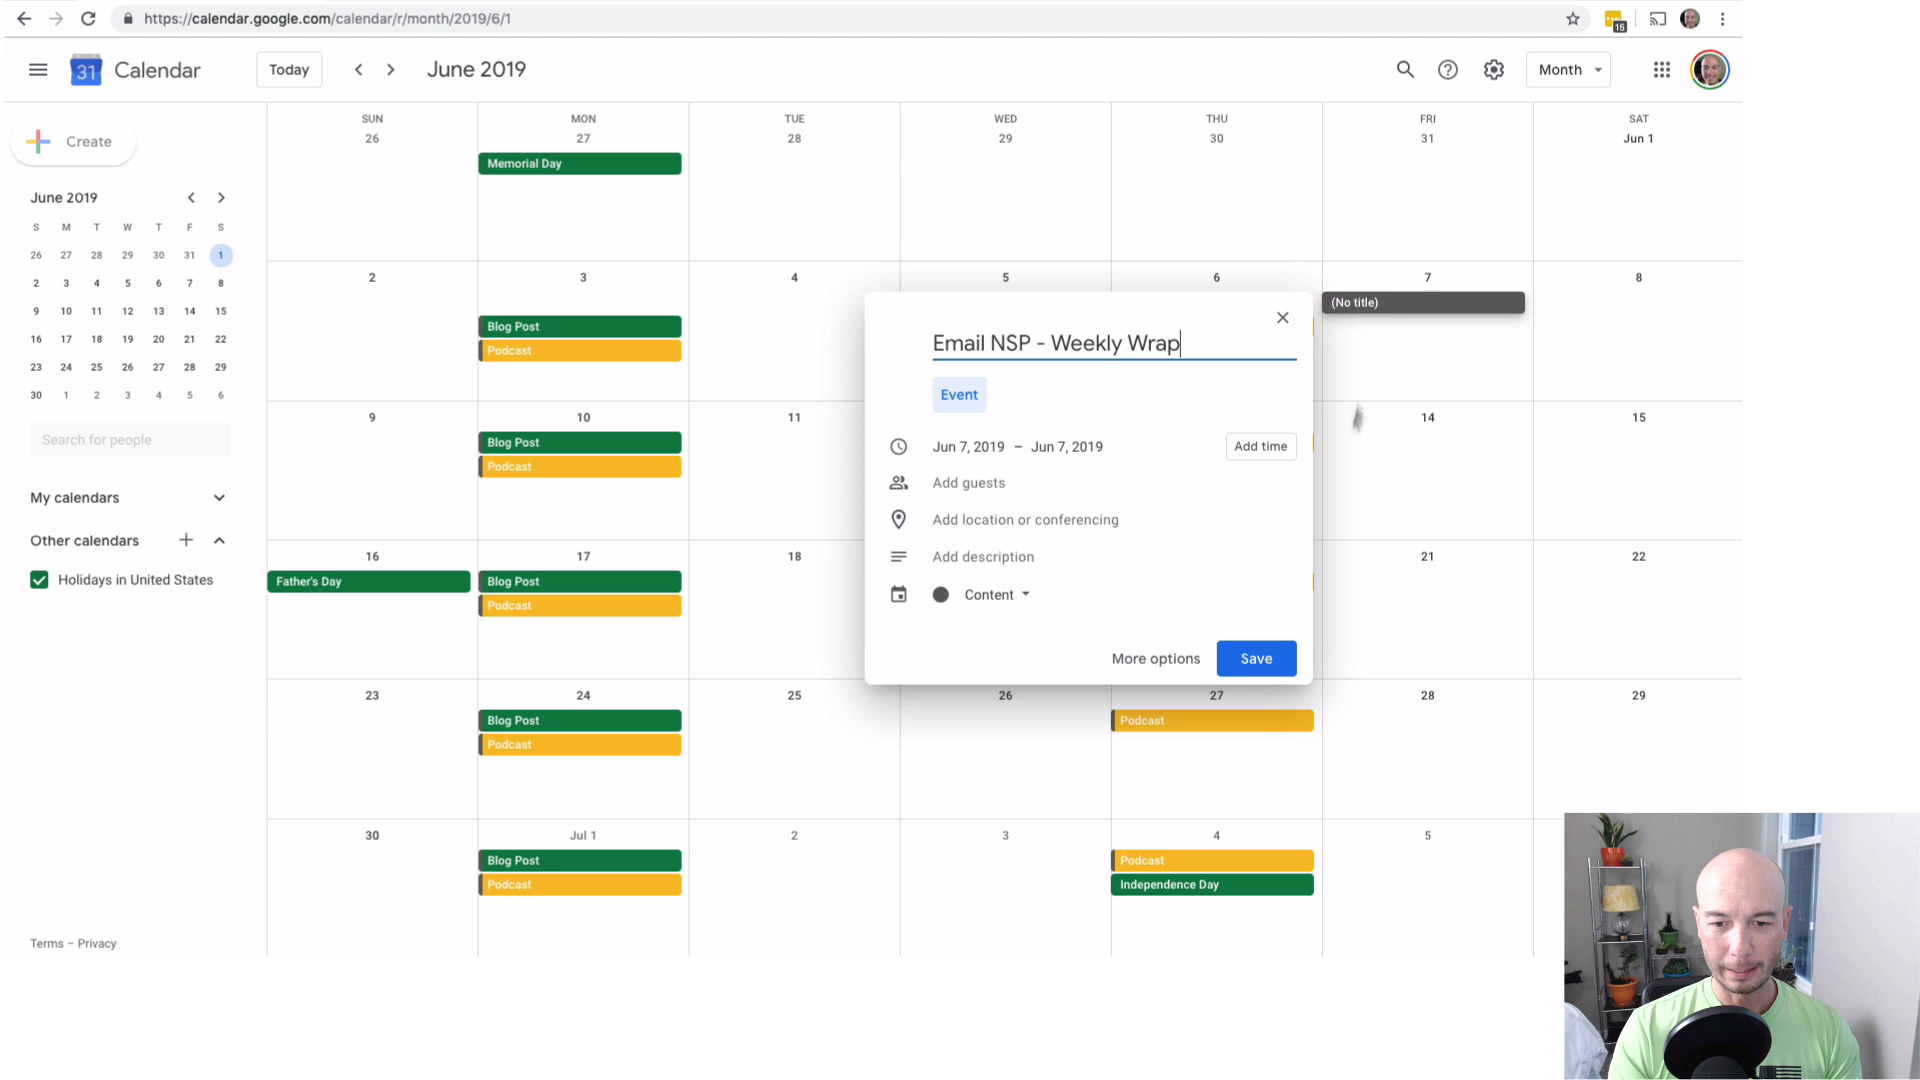 https://calendar.google.com/calendar/r/month/2019/6/1
15
31 Calendar Today June 2019 Month
Create
June 2019
S M T W T F S
26 27 28 29 30 31 1
2 3 4 5 6 7 8
9 10 11 12 13 14 15
16 17 18 19 20 21 22
23 24 25 26 27 28 29
30 1 2 3 4 5 6
Search for people
My calendars
Other calendars
Holidays in United States
Terms – Privacy
SUN MON TUE WED THU FRI SAT
26 27 28 29 30 31 Jun 1
Memorial Day
2 3 4 5 6 7 8
(No title)
Blog Post
Podcast
9 10 11 14 15
Blog Post
Podcast
16 17 18 21 22
Father's Day Blog Post
Podcast
23 24 25 26 27 28 29
Blog Post Podcast
Podcast
30 Jul 1 2 3 4 5
Blog Post Podcast
Podcast Independence Day
Email NSP - Weekly Wrap
Event
Jun 7, 2019 – Jun 7, 2019 Add time
Add guests
Add location or conferencing
Add description
Content
More options Save